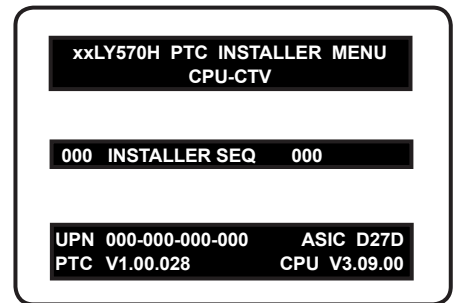 xxLY570H PTC INSTALLER MENU
CPU-CTV
000 INSTALLER SEQ 000
UPN 000-000-000-000 ASIC D27D
PTC V1.00.028 CPU V3.09.00